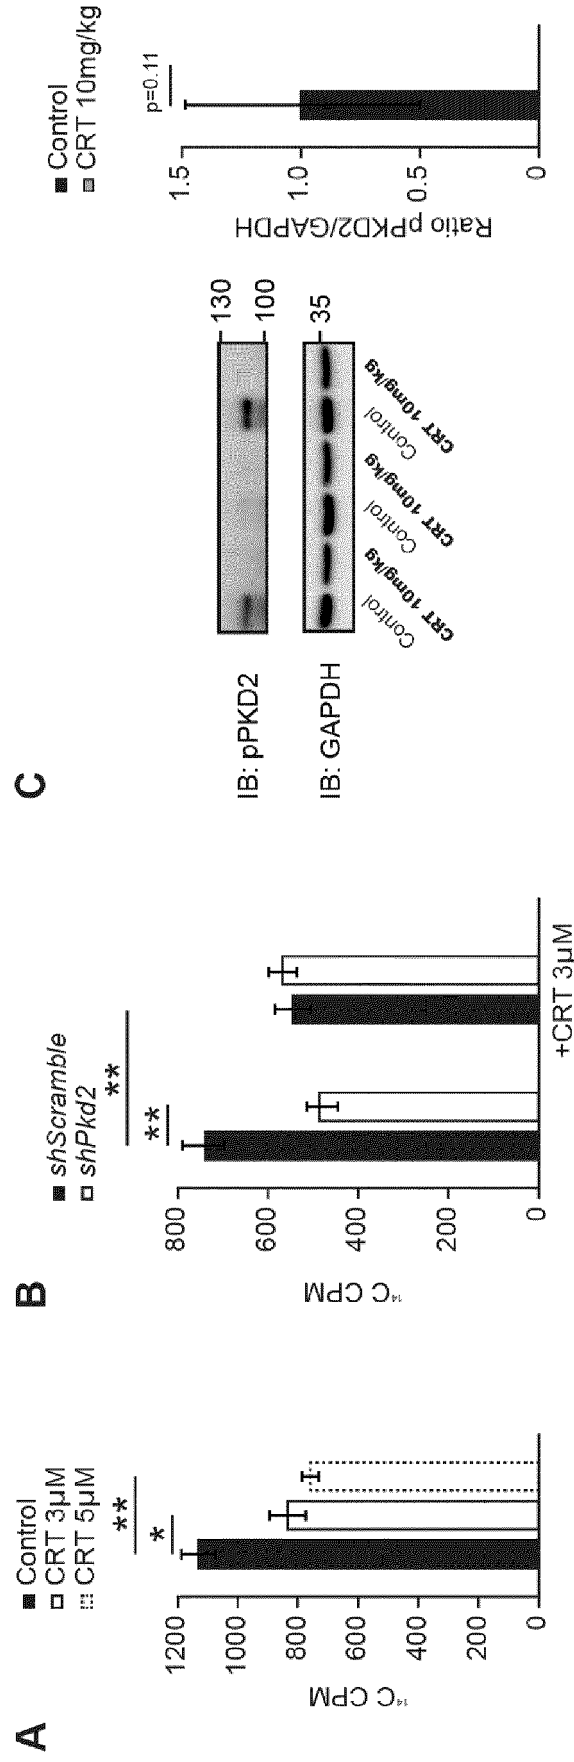 A
■ Control
□ CRT 3µM
CRT 5µM
**
*
1200
1000
800
600
400
200
0
¹⁴C CPM
B
■ shScramble
□ shPkd2
**
**
800
600
400
200
0
¹⁴C CPM
+CRT 3µM
C
IB: pPKD2
130
100
IB: GAPDH
35
Control
CRT 10mg/kg
Control
CRT 10mg/kg
Control
CRT 10mg/kg
■ Control
CRT 10mg/kg
p=0.11
1.5
1.0
0.5
0
Ratio pPKD2/GAPDH